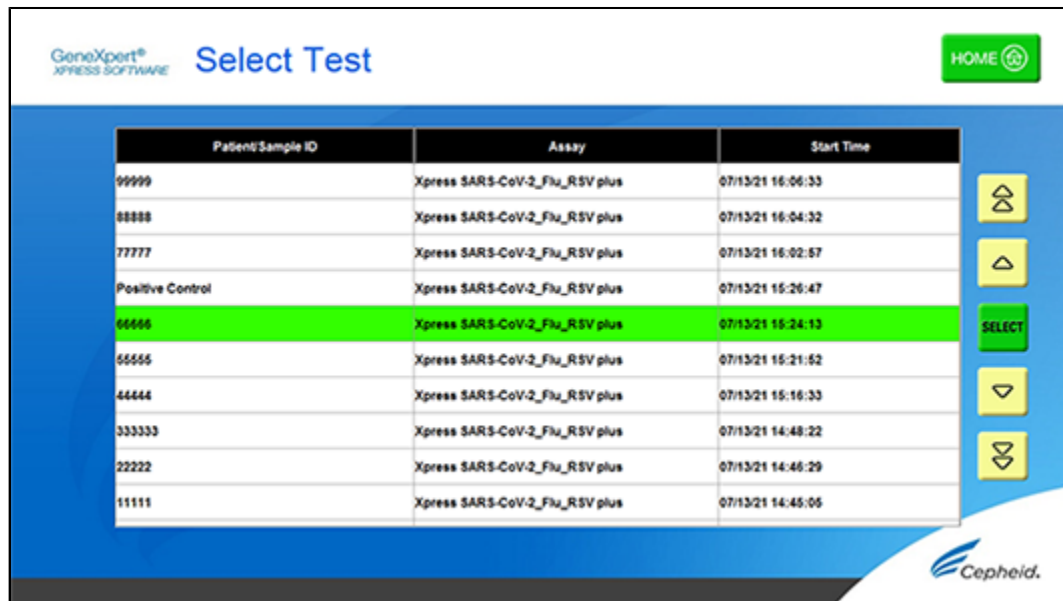 GeneXpert®
XPRESS SOFTWARE
Select Test
HOME
Patient/Sample ID Assay Start Time
99999 Xpress SARS-CoV-2_Flu_RSV plus 07/13/21 16:06:33
88888 Xpress SARS-CoV-2_Flu_RSV plus 07/13/21 16:04:32
77777 Xpress SARS-CoV-2_Flu_RSV plus 07/13/21 16:02:57
Positive Control Xpress SARS-CoV-2_Flu_RSV plus 07/13/21 15:26:47
66666 Xpress SARS-CoV-2_Flu_RSV plus 07/13/21 15:24:13
SELECT
55555 Xpress SARS-CoV-2_Flu_RSV plus 07/13/21 15:21:52
44444 Xpress SARS-CoV-2_Flu_RSV plus 07/13/21 15:16:33
333333 Xpress SARS-CoV-2_Flu_RSV plus 07/13/21 14:48:22
22222 Xpress SARS-CoV-2_Flu_RSV plus 07/13/21 14:46:29
11111 Xpress SARS-CoV-2_Flu_RSV plus 07/13/21 14:45:05
Cepheid.